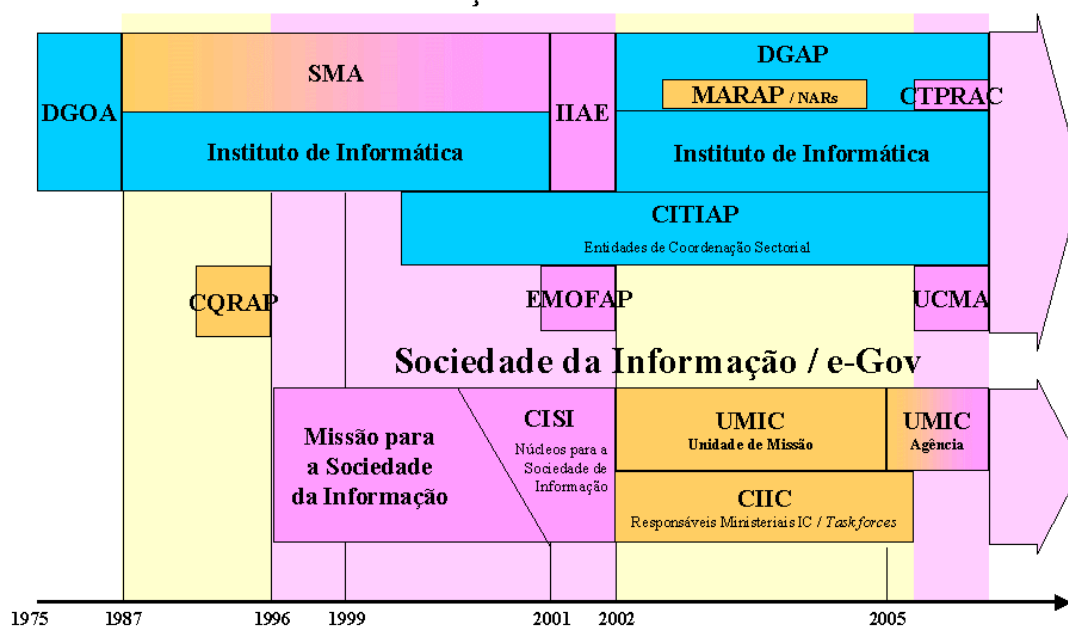 DGOA
SMA
Instituto de Informática
IIAE
DGAP
MARAP / NARs
CTPRAC
Instituto de Informática
CITIAP
Entidades de Coordenação Sectorial
CQRAP
EMOFAP
UCMA
Sociedade da Informação / e-Gov
Missão para
a Sociedade
da Informação
CISI
Núcleos para a
Sociedade de
Informação
UMIC
Unidade de Missão
UMIC
Agência
CIIC
Responsáveis Ministeriais IC / Taskforces
1975 1987 1996 1999 2001 2002 2005